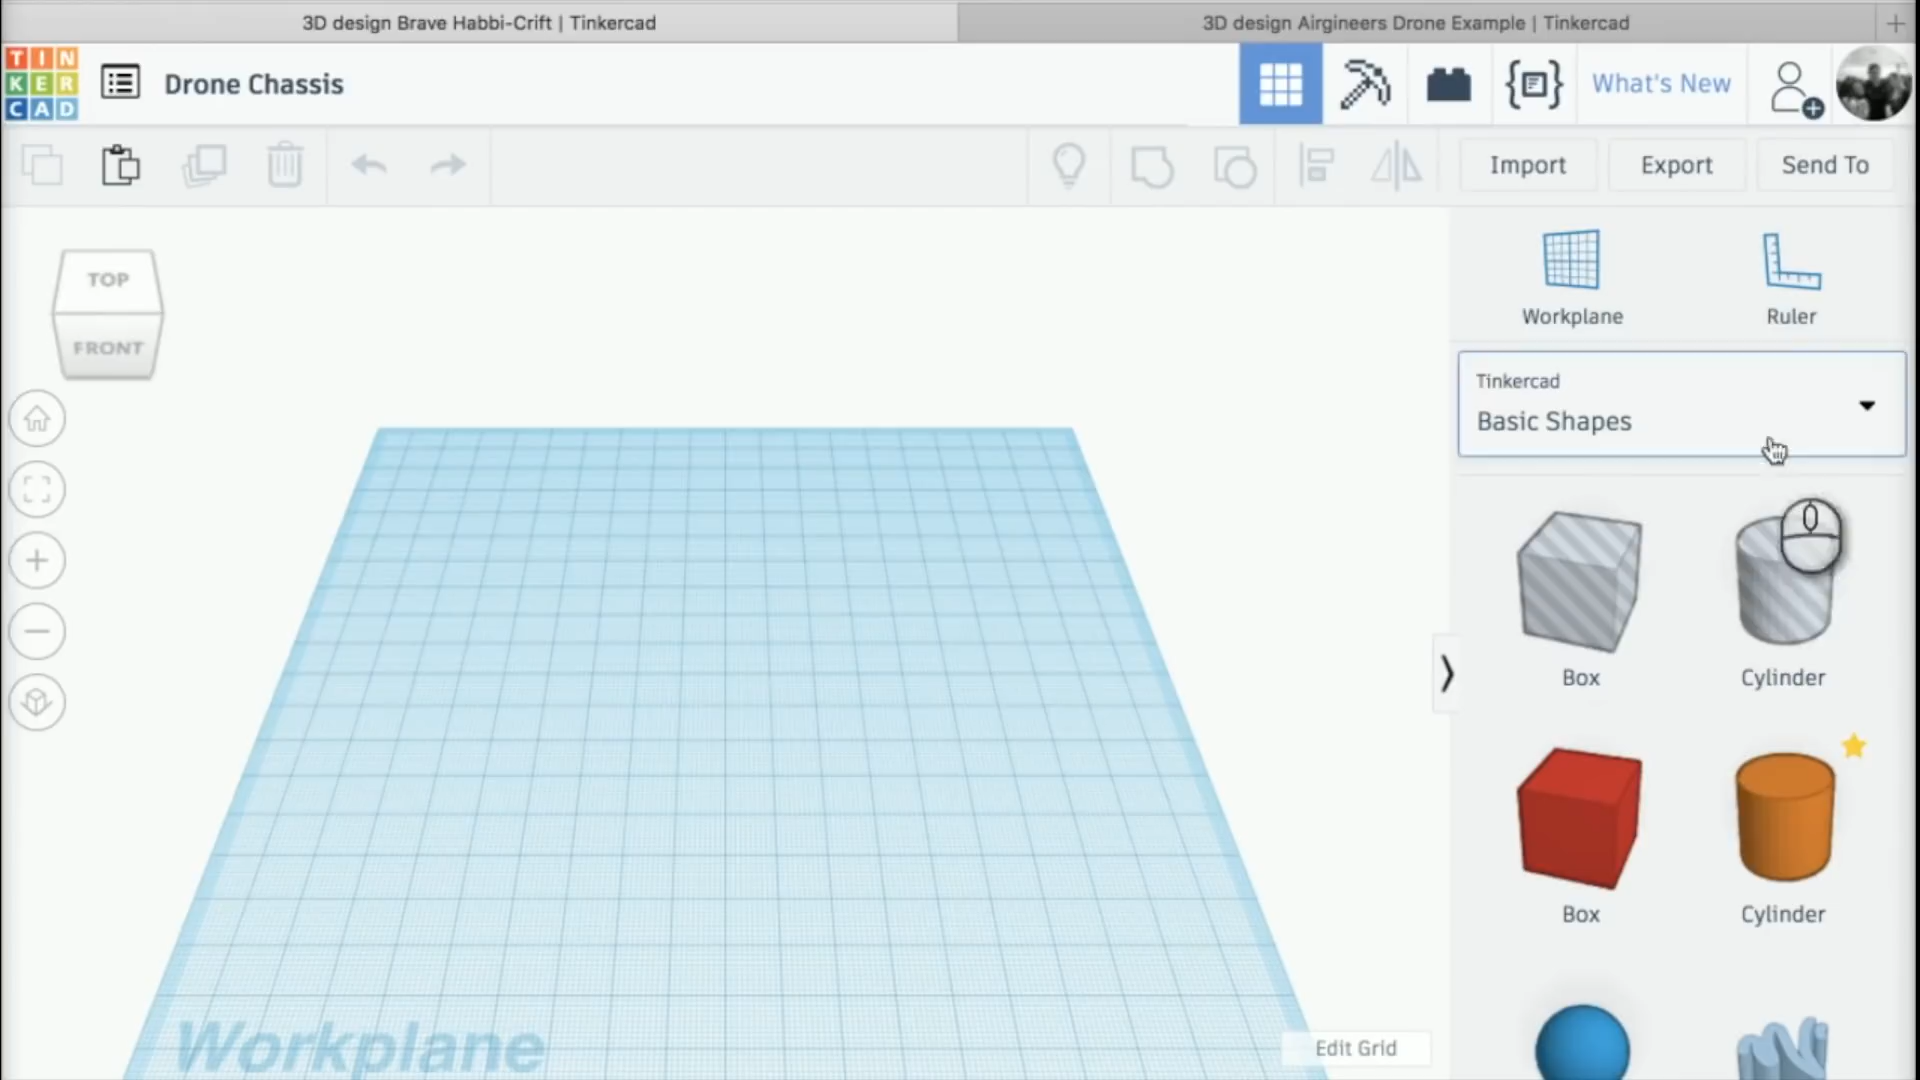 3D design Brave Habbi-Crift | Tinkercad
3D design Airgineers Drone Example | Tinkercad
TIN
KER
CAD
Drone Chassis
What's New
Import
Export
Send To
TOP
FRONT
Workplane
Ruler
Tinkercad
Basic Shapes
Box
Cylinder
Box
Cylinder
Workplane
Edit Grid